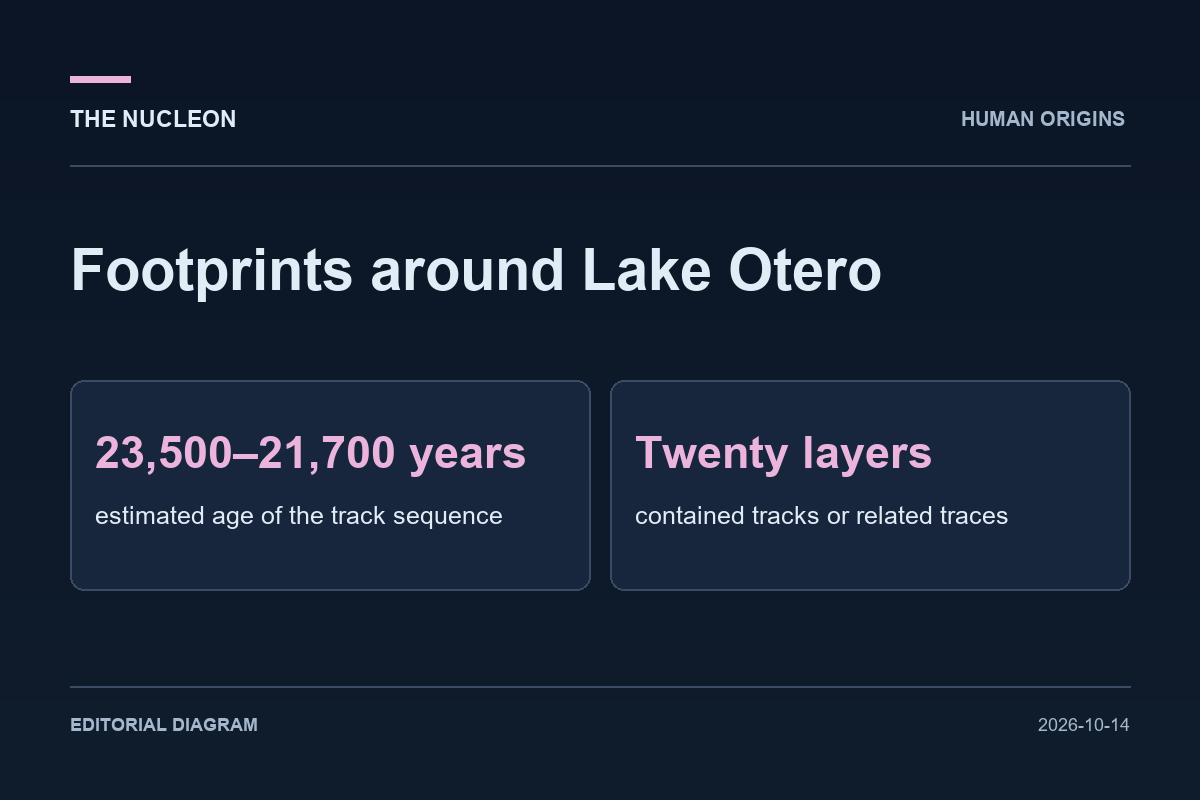 THE NUCLEON
HUMAN ORIGINS
Footprints around Lake Otero
23,500–21,700 years
estimated age of the track sequence
Twenty layers
contained tracks or related traces
EDITORIAL DIAGRAM
2026-10-14